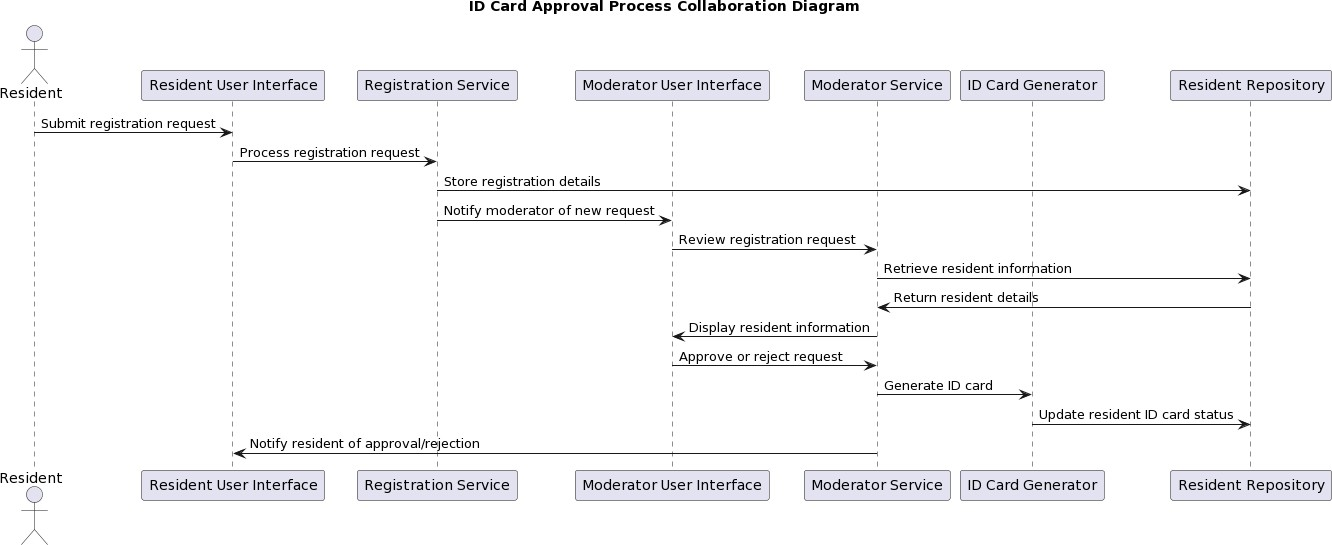 ID Card Approval Process Collaboration Diagram
Resident
Resident User Interface
Registration Service
Moderator User Interface
Moderator Service
ID Card Generator
Resident Repository
Submit registration request
Process registration request
Store registration details
Notify moderator of new request
Review registration request
Retrieve resident information
Return resident details
Display resident information
Approve or reject request
Generate ID card
Update resident ID card status
Notify resident of approval/rejection
Resident
Resident User Interface
Registration Service
Moderator User Interface
Moderator Service
ID Card Generator
Resident Repository